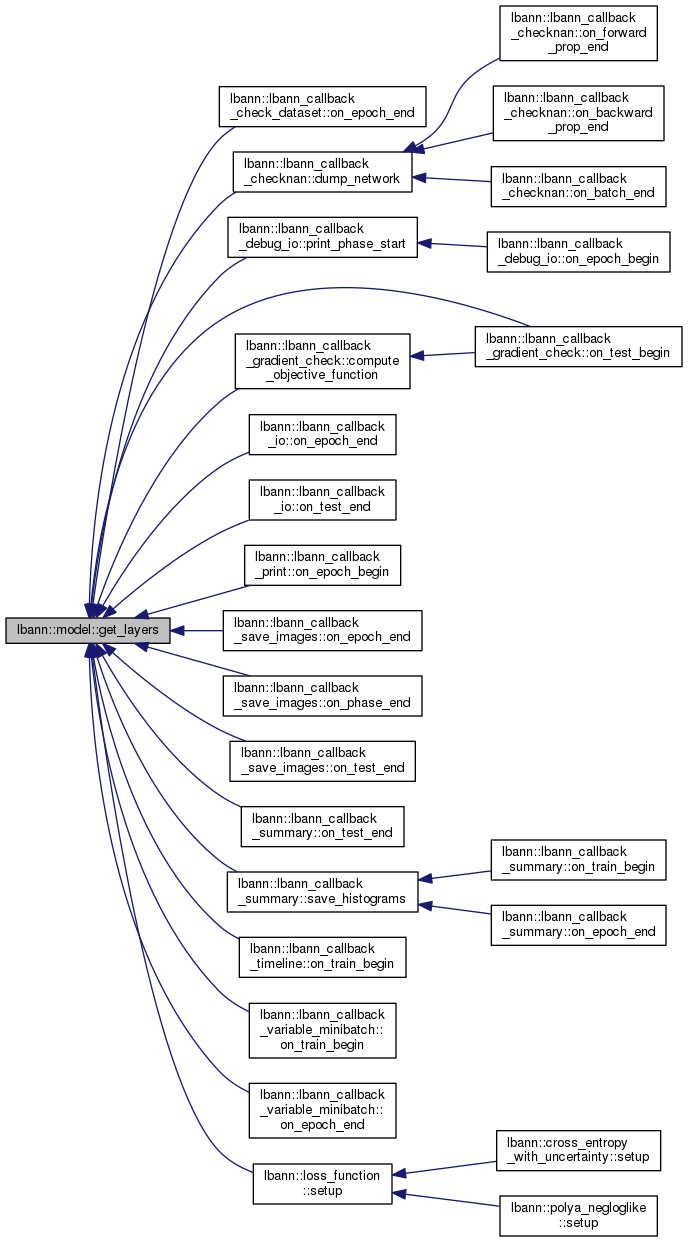 lbann::model::get_layers
lbann::lbann_callback
_check_dataset::on_epoch_end
lbann::lbann_callback
_checknan::dump_network
lbann::lbann_callback
_checknan::on_forward
_prop_end
lbann::lbann_callback
_checknan::on_backward
_prop_end
lbann::lbann_callback
_checknan::on_batch_end
lbann::lbann_callback
_debug_io::print_phase_start
lbann::lbann_callback
_debug_io::on_epoch_begin
lbann::lbann_callback
_gradient_check::on_test_begin
lbann::lbann_callback
_gradient_check::compute
_objective_function
lbann::lbann_callback
_io::on_epoch_end
lbann::lbann_callback
_io::on_test_end
lbann::lbann_callback
_print::on_epoch_begin
lbann::lbann_callback
_save_images::on_epoch_end
lbann::lbann_callback
_save_images::on_phase_end
lbann::lbann_callback
_save_images::on_test_end
lbann::lbann_callback
_summary::on_test_end
lbann::lbann_callback
_summary::save_histograms
lbann::lbann_callback
_summary::on_train_begin
lbann::lbann_callback
_summary::on_epoch_end
lbann::lbann_callback
_timeline::on_train_begin
lbann::lbann_callback
_variable_minibatch::
on_train_begin
lbann::lbann_callback
_variable_minibatch::
on_epoch_end
lbann::loss_function
::setup
lbann::cross_entropy
_with_uncertainty::setup
lbann::polya_negloglike
::setup